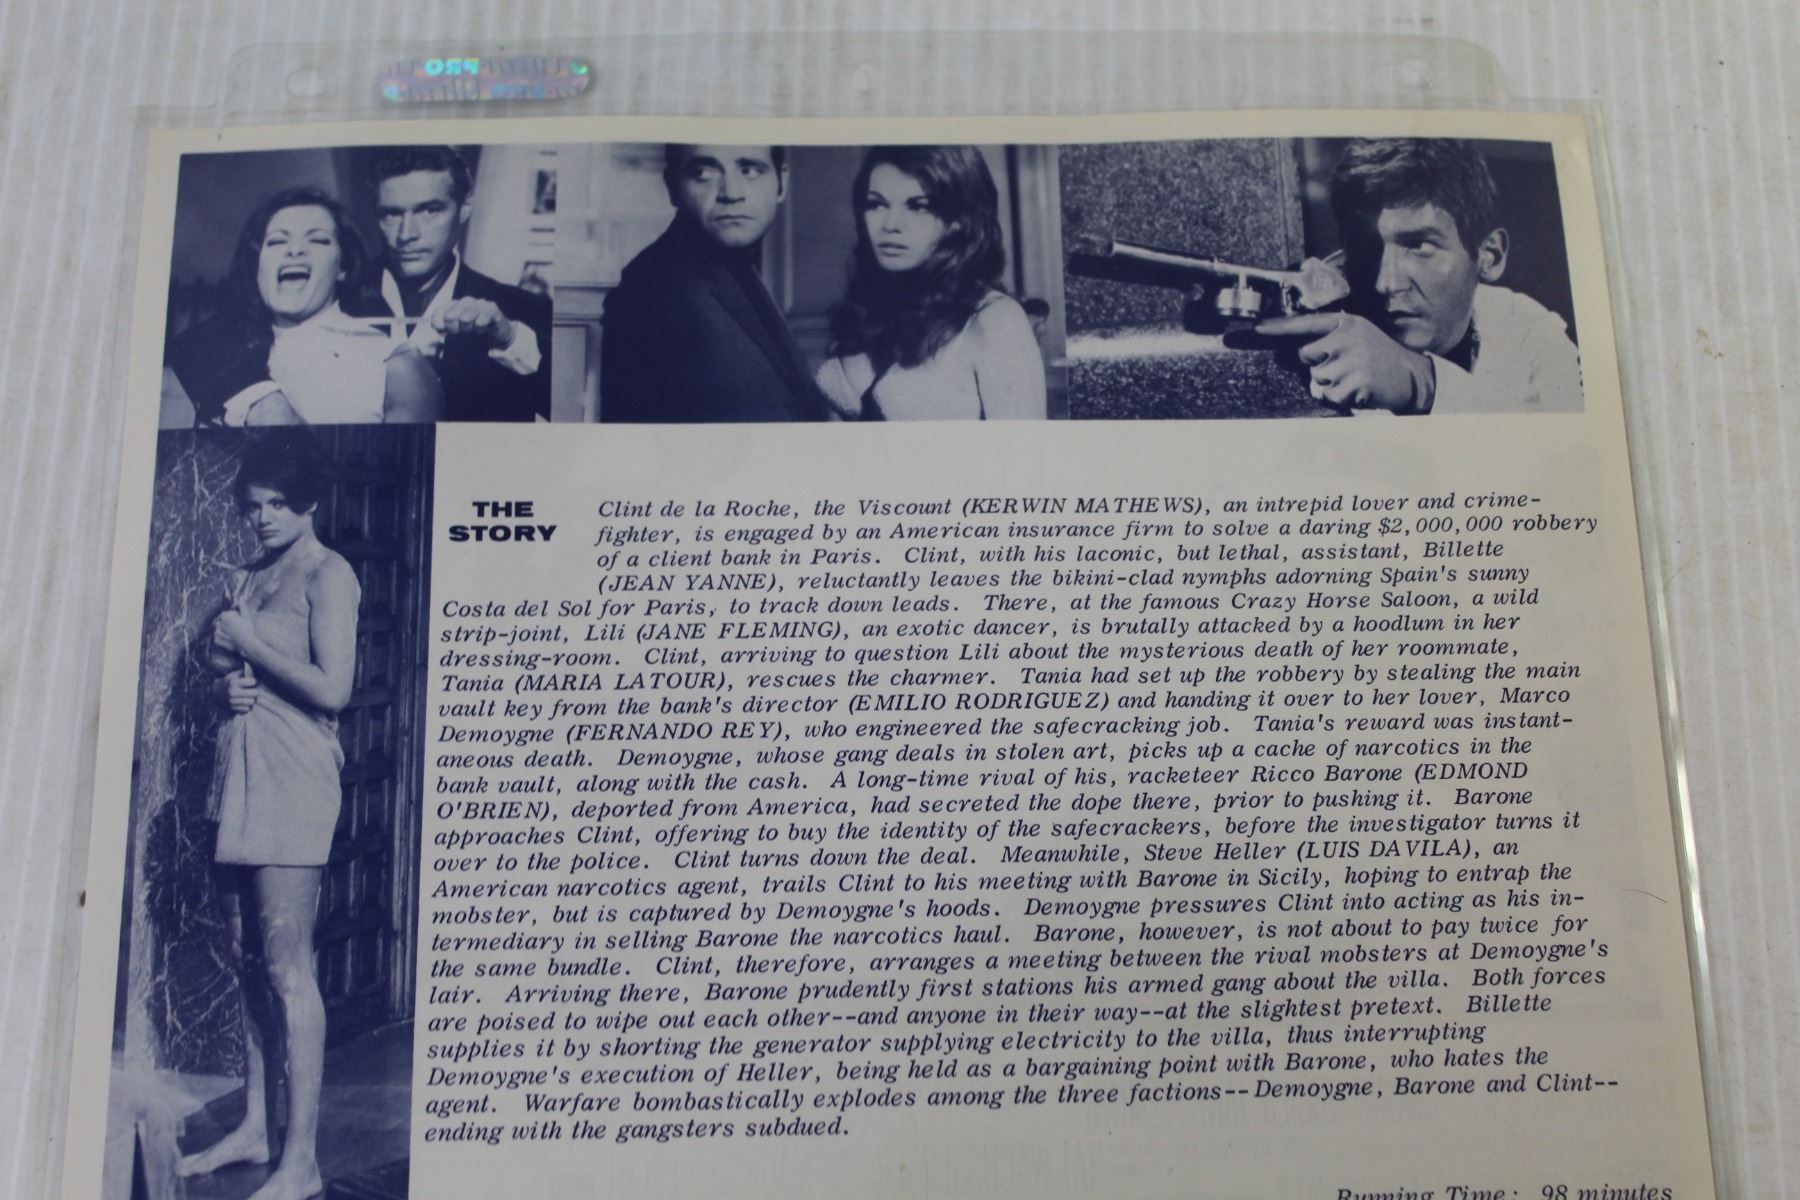 THE
STORY
Clint de la Roche, the Viscount (KERWIN MATHEWS), an intrepid lover and crime-
fighter, is engaged by an American insurance firm to solve a daring $2,000,000 robbery
of a client bank in Paris. Clint, with his laconic, but lethal, assistant, Billette
(JEAN YANNE), reluctantly leaves the bikini-clad nymphs adorning Spain's sunny
Costa del Sol for Paris, to track down leads. There, at the famous Crazy Horse Saloon, a wild
strip-joint, Lili (JANE FLEMING), an exotic dancer, is brutally attacked by a hoodlum in her
dressing-room. Clint, arriving to question Lili about the mysterious death of her roommate,
Tania (MARIA LATOUR), rescues the charmer. Tania had set up the robbery by stealing the main
vault key from the bank's director (EMILIO RODRIGUEZ) and handing it over to her lover, Marco
Demoygne (FERNANDO REY), who engineered the safecracking job. Tania's reward was instant-
aneous death. Demoygne, whose gang deals in stolen art, picks up a cache of narcotics in the
bank vault, along with the cash. A long-time rival of his, racketeer Ricco Barone (EDMOND
O'BRIEN), deported from America, had secreted the dope there, prior to pushing it. Barone
approaches Clint, offering to buy the identity of the safecrackers, before the investigator turns it
over to the police. Clint turns down the deal. Meanwhile, Steve Heller (LUIS DAVILA), an
American narcotics agent, trails Clint to his meeting with Barone in Sicily, hoping to entrap the
mobster, but is captured by Demoygne's hoods. Demoygne pressures Clint into acting as his in-
termediary in selling Barone the narcotics haul. Barone, however, is not about to pay twice for
the same bundle. Clint, therefore, arranges a meeting between the rival mobsters at Demoygne's
lair. Arriving there, Barone prudently first stations his armed gang about the villa. Both forces
are poised to wipe out each other--and anyone in their way--at the slightest pretext. Billette
supplies it by shorting the generator supplying electricity to the villa, thus interrupting
Demoygne's execution of Heller, being held as a bargaining point with Barone, who hates the
agent. Warfare bombastically explodes among the three factions--Demoygne, Barone and Clint--
ending with the gangsters subdued.
Running Time: 98 minutes